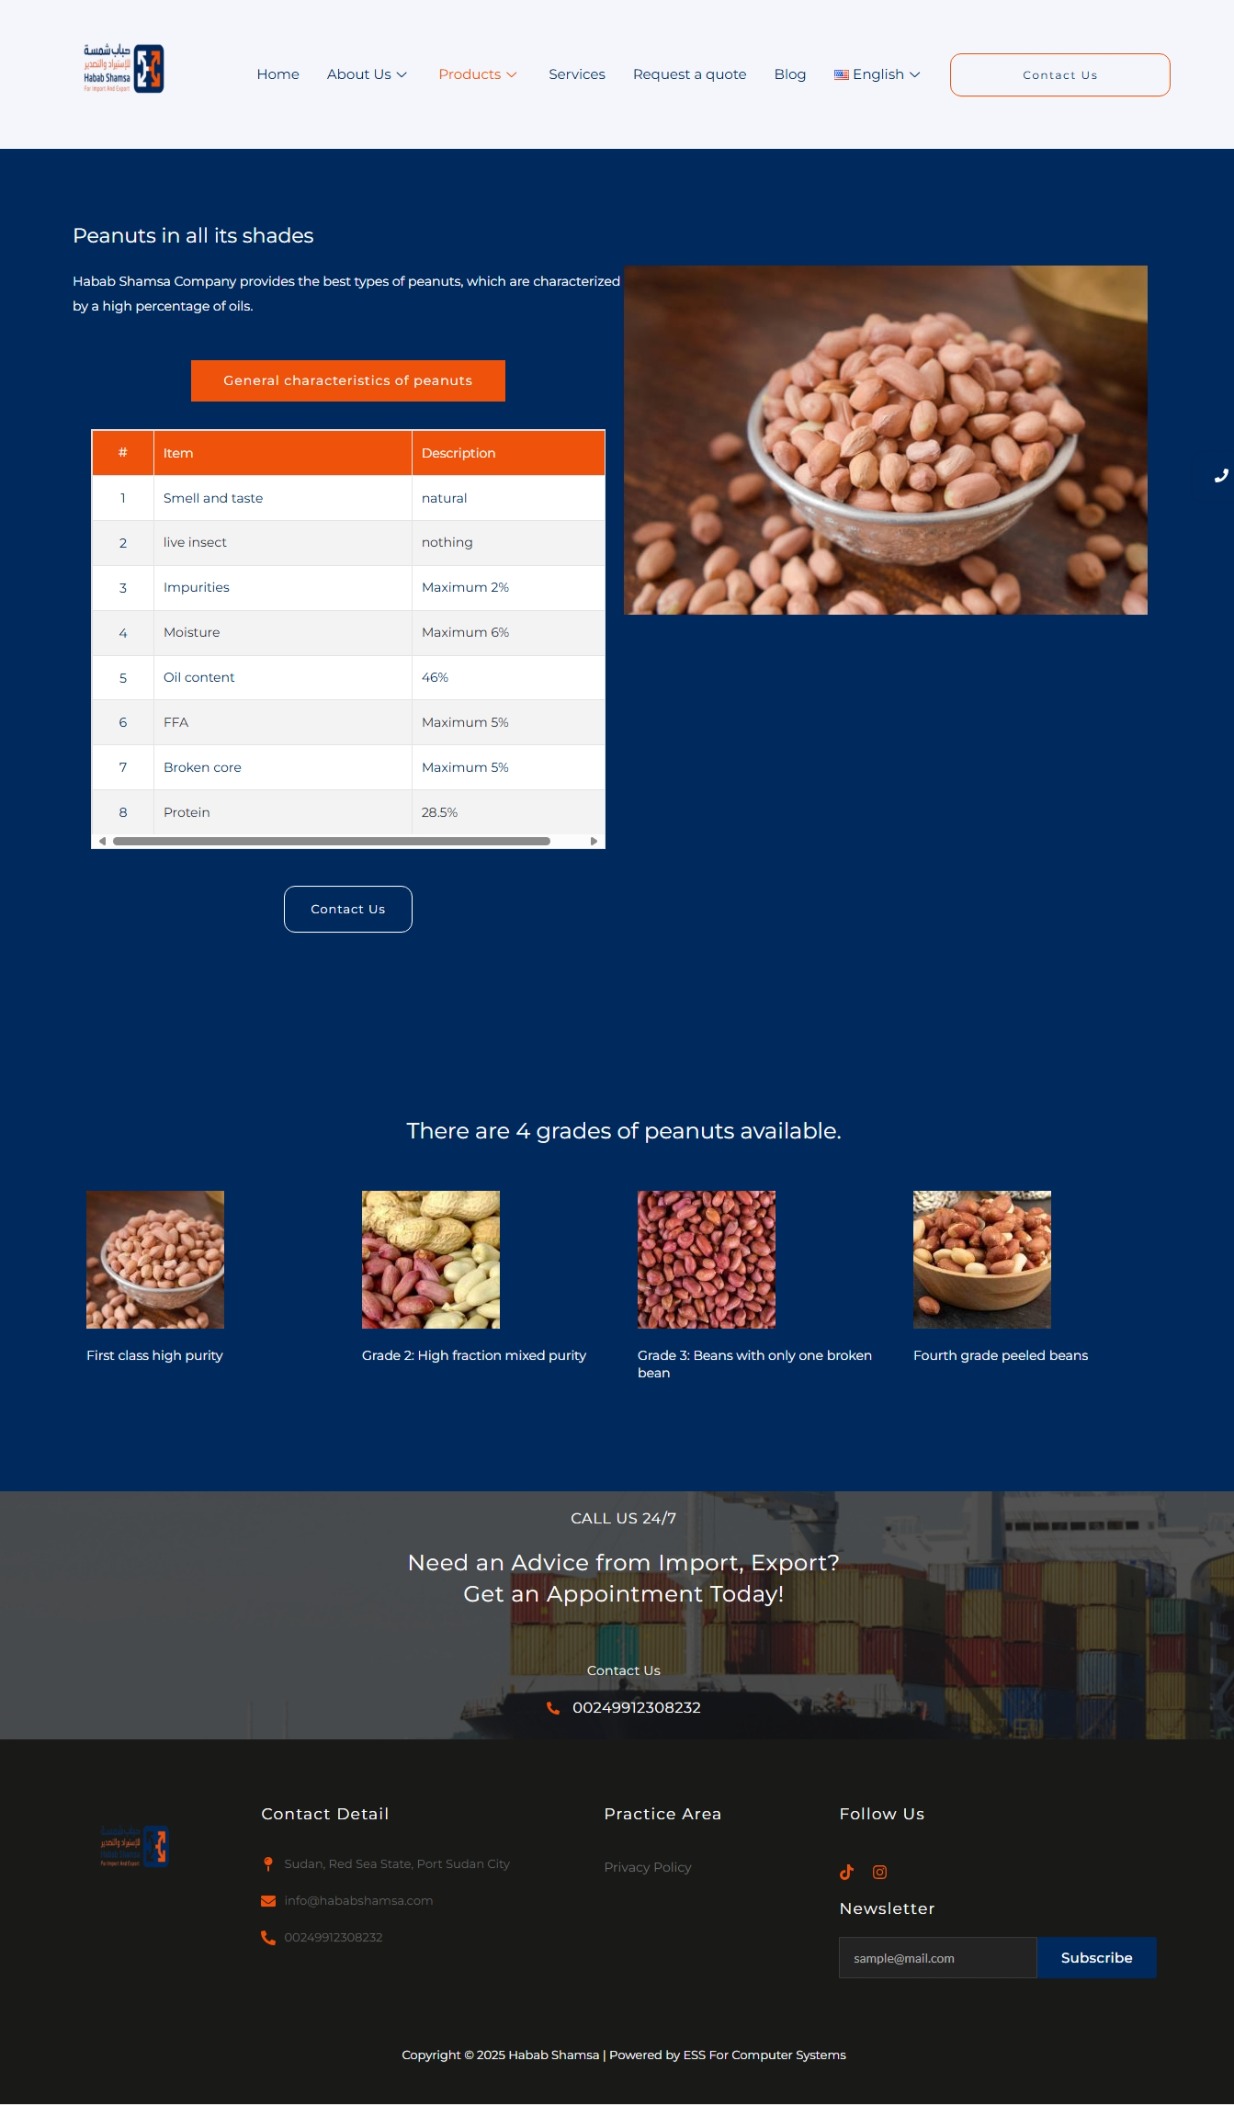 حباب شمسة
للإستيراد والتصدير
Habab Shamsa
For Import And Export
Home
About Us
Products
Services
Request a quote
Blog
English
Contact Us
Peanuts in all its shades
Habab Shamsa Company provides the best types of peanuts, which are characterized
by a high percentage of oils.
General characteristics of peanuts
# Item Description
1 Smell and taste natural
2 live insect nothing
3 Impurities Maximum 2%
4 Moisture Maximum 6%
5 Oil content 46%
6 FFA Maximum 5%
7 Broken core Maximum 5%
8 Protein 28.5%
Contact Us
There are 4 grades of peanuts available.
First class high purity
Grade 2: High fraction mixed purity
Grade 3: Beans with only one broken
bean
Fourth grade peeled beans
CALL US 24/7
Need an Advice from Import, Export?
Get an Appointment Today!
Contact Us
00249912308232
حباب شمسة
للإستيراد والتصدير
Habab Shamsa
For Import And Export
Contact Detail
Sudan, Red Sea State, Port Sudan City
info@hababshamsa.com
00249912308232
Practice Area
Privacy Policy
Follow Us
Newsletter
sample@mail.com
Subscribe
Copyright © 2025 Habab Shamsa | Powered by ESS For Computer Systems